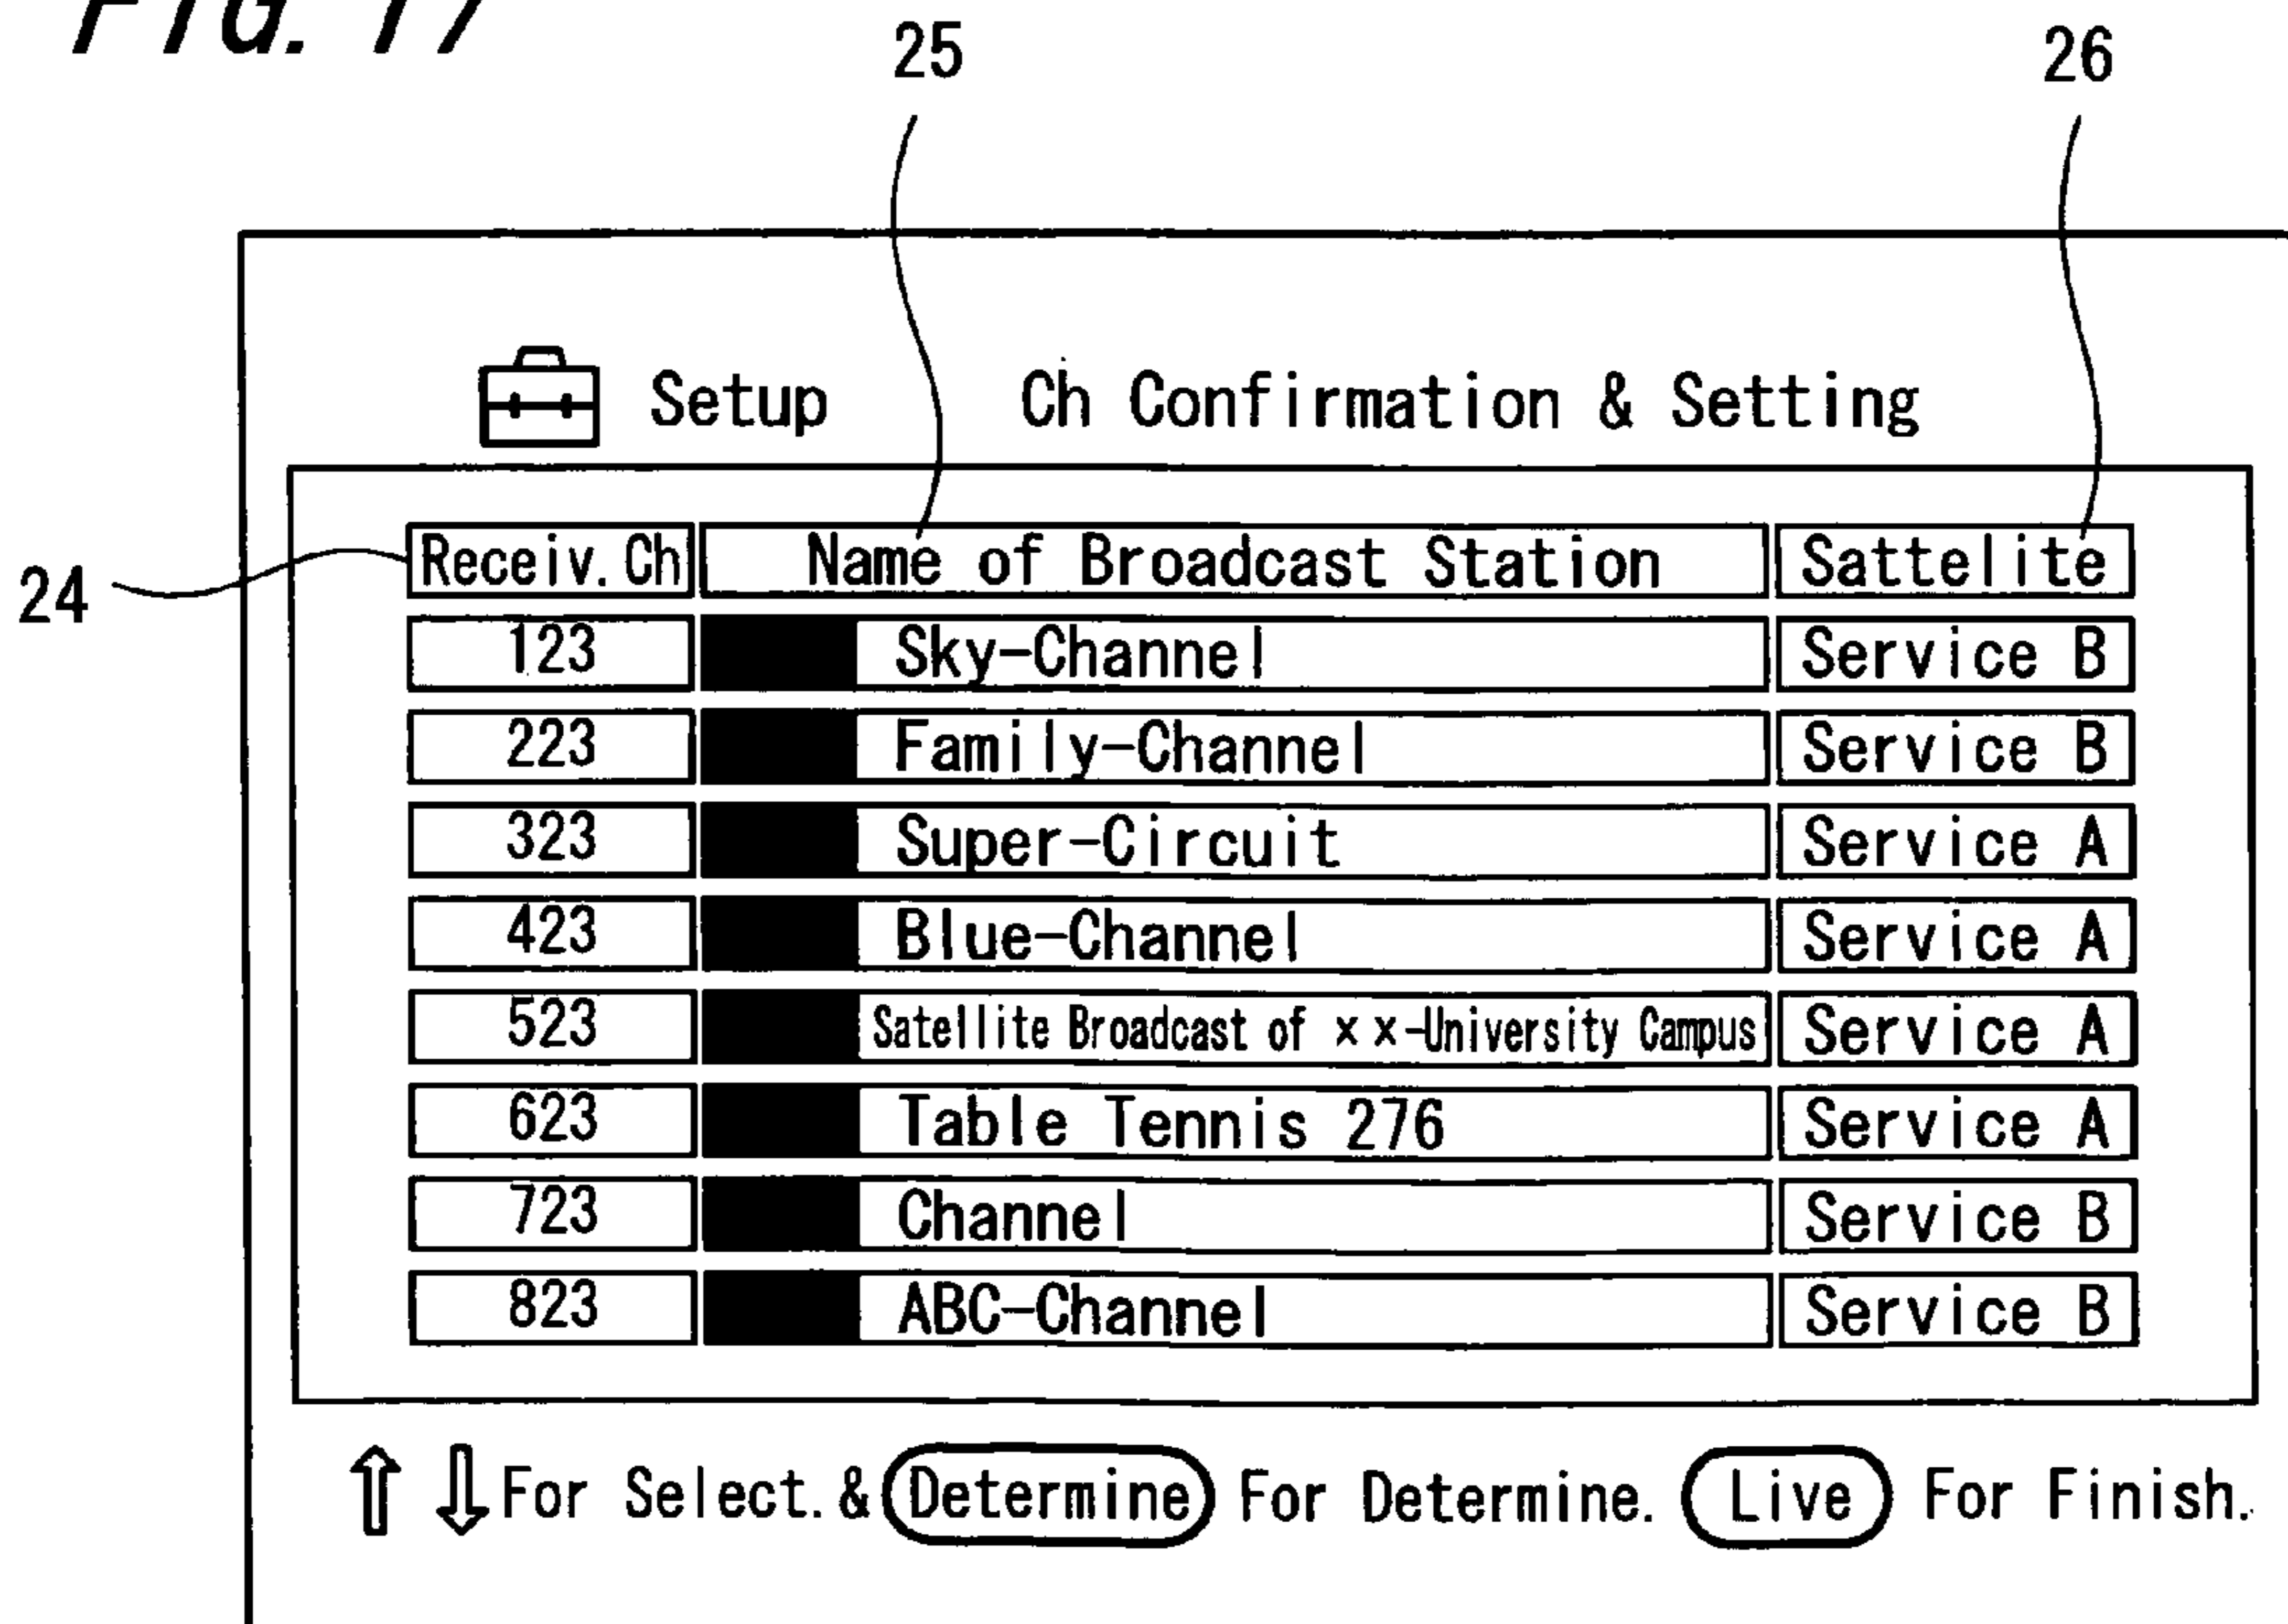 FIG. 17
25 26
Setup Ch Confirmation & Setting
24
Receiv. Ch Name of Broadcast Station Sattelite
123 Sky-Channel Service B
223 Family-Channel Service B
323 Super-Circuit Service A
423 Blue-Channel Service A
523 Satellite Broadcast of x x-University Campus Service A
623 Table Tennis 276 Service A
723 Channel Service B
823 ABC-Channel Service B
⇧ ⇩ For Select. & Determine For Determine. Live For Finish.